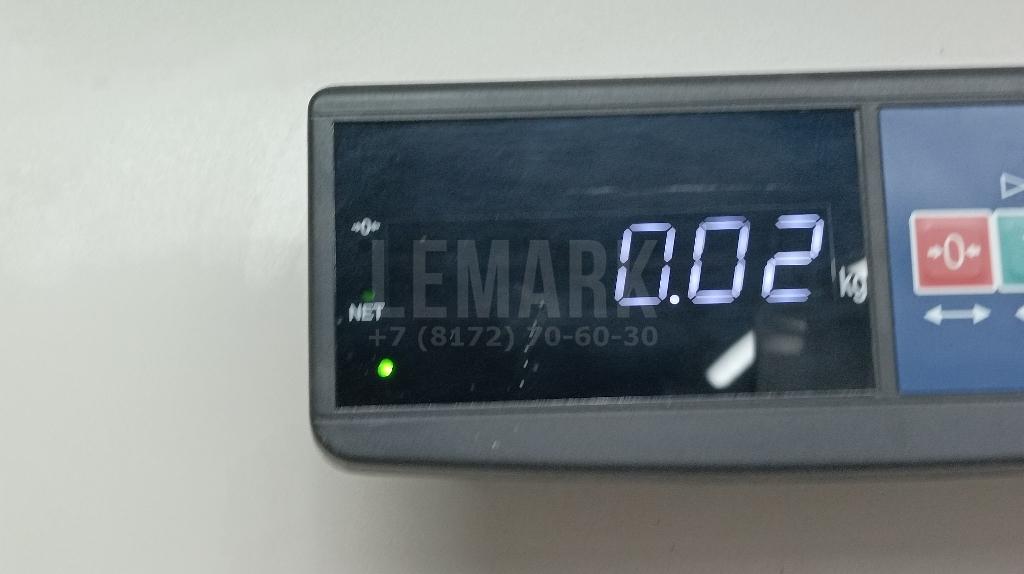 →0←
0.02
kg
→0←
LEMARK
NET
+7 (8172) 70-60-30